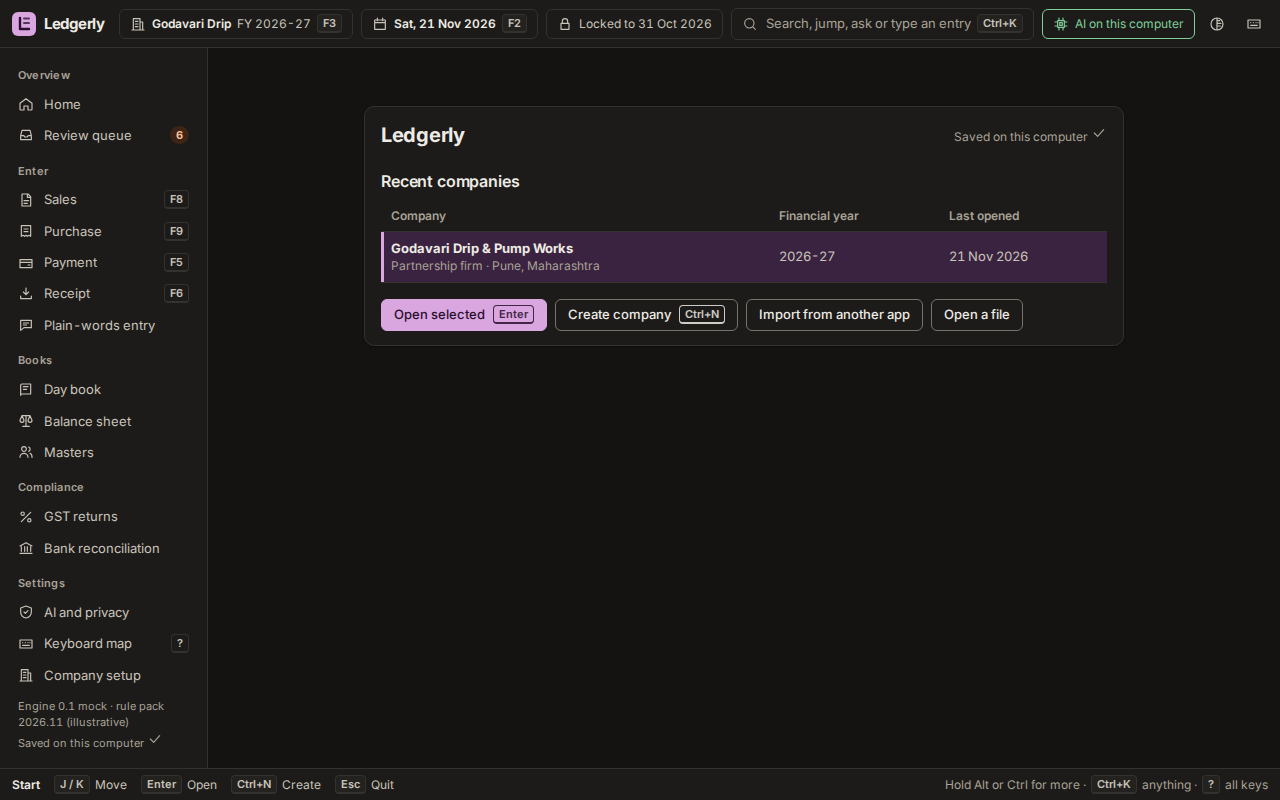 Ledgerly
Godavari Drip FY 2026-27 F3
Sat, 21 Nov 2026 F2
Locked to 31 Oct 2026
Search, jump, ask or type an entry Ctrl+K
AI on this computer
Overview
Home
Review queue 6
Enter
Sales F8
Purchase F9
Payment F5
Receipt F6
Plain-words entry
Books
Day book
Balance sheet
Masters
Compliance
GST returns
Bank reconciliation
Settings
AI and privacy
Keyboard map ?
Company setup
Engine 0.1 mock · rule pack
2026.11 (illustrative)
Saved on this computer
Ledgerly
Saved on this computer
Recent companies
Company Financial year Last opened
Godavari Drip & Pump Works
Partnership firm · Pune, Maharashtra
2026-27
21 Nov 2026
Open selected Enter
Create company Ctrl+N
Import from another app
Open a file
Start J / K Move Enter Open Ctrl+N Create Esc Quit
Hold Alt or Ctrl for more · Ctrl+K anything · ? all keys